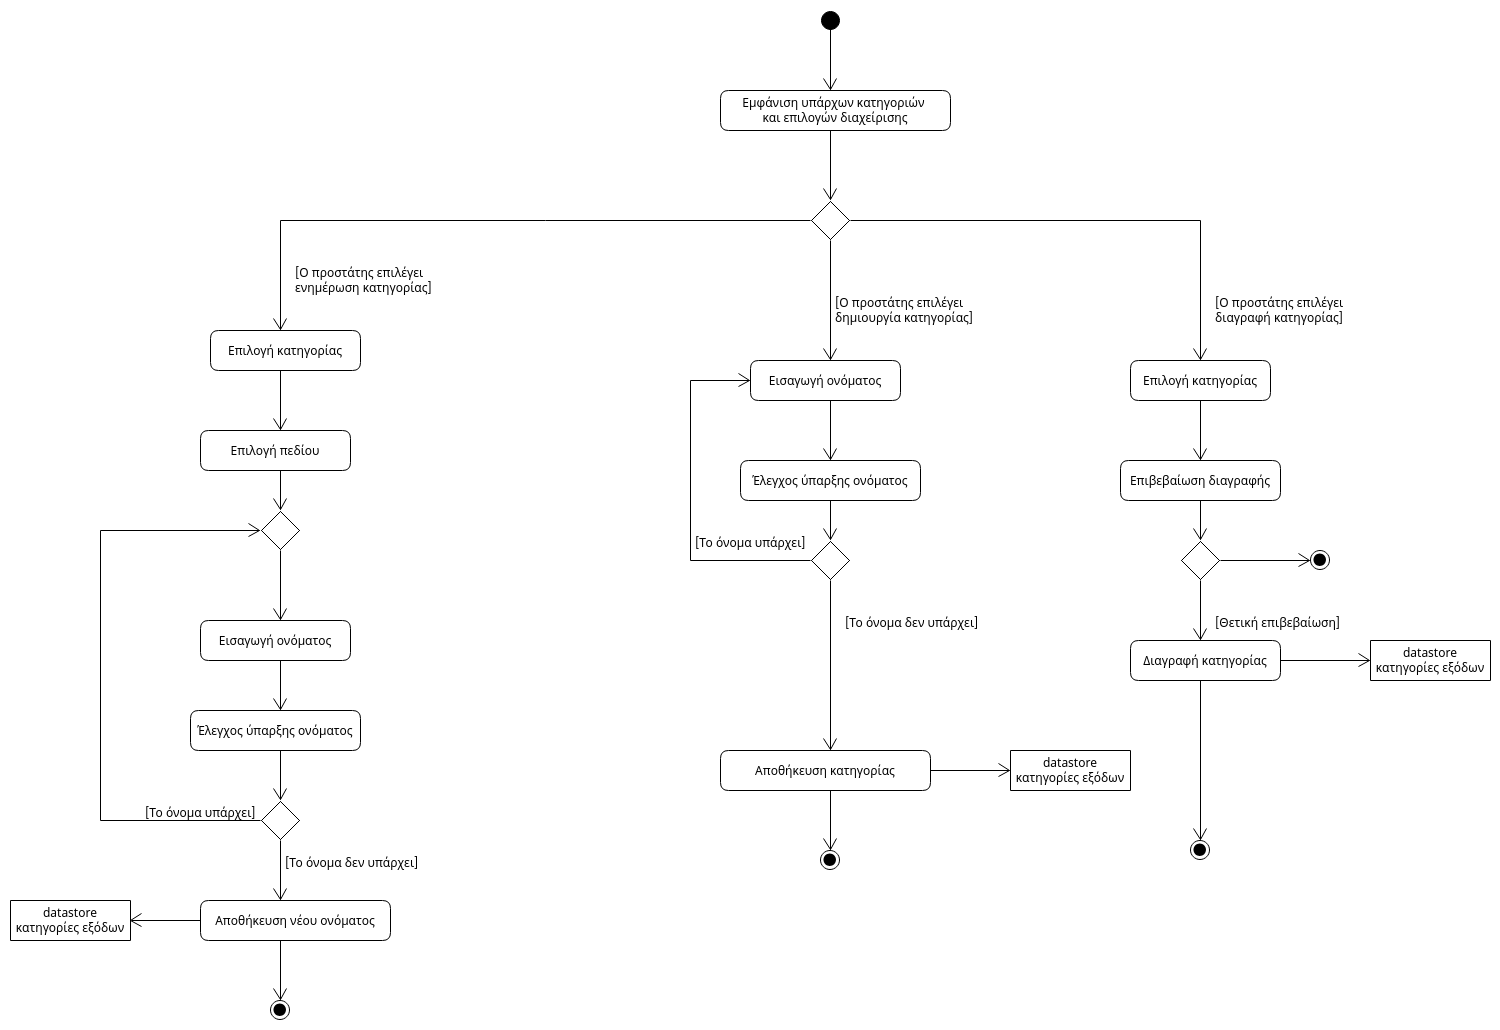 Εμφάνιση υπάρχων κατηγοριών
και επιλογών διαχείρισης
[Ο προστάτης επιλέγει
ενημέρωση κατηγορίας]
[Ο προστάτης επιλέγει
δημιουργία κατηγορίας]
[Ο προστάτης επιλέγει
διαγραφή κατηγορίας]
Επιλογή κατηγορίας
Εισαγωγή ονόματος
Επιλογή κατηγορίας
Επιλογή πεδίου
Έλεγχος ύπαρξης ονόματος
Επιβεβαίωση διαγραφής
[Το όνομα υπάρχει]
[Το όνομα δεν υπάρχει]
[Θετική επιβεβαίωση]
Εισαγωγή ονόματος
Διαγραφή κατηγορίας
datastore
κατηγορίες εξόδων
Έλεγχος ύπαρξης ονόματος
Αποθήκευση κατηγορίας
datastore
κατηγορίες εξόδων
[Το όνομα υπάρχει]
[Το όνομα δεν υπάρχει]
datastore
κατηγορίες εξόδων
Αποθήκευση νέου ονόματος